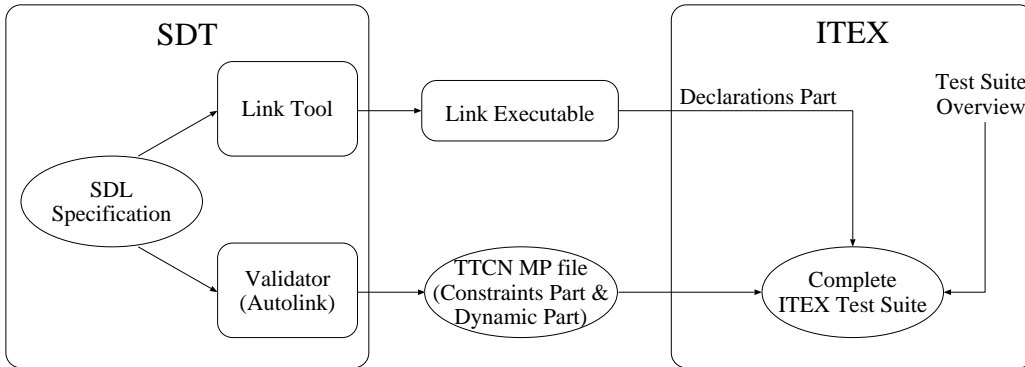 SDT
ITEX
Link Tool
Link Executable
Declarations Part
Test Suite
Overview
SDL
Specification
Validator
(Autolink)
TTCN MP file
(Constraints Part &
Dynamic Part)
Complete
ITEX Test Suite